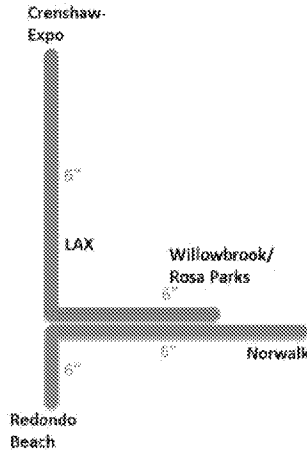 Crenshaw-
Expo
6"
LAX
Willowbrook/
Rosa Parks
6"
6"
Norwalk
6"
Redondo
Beach